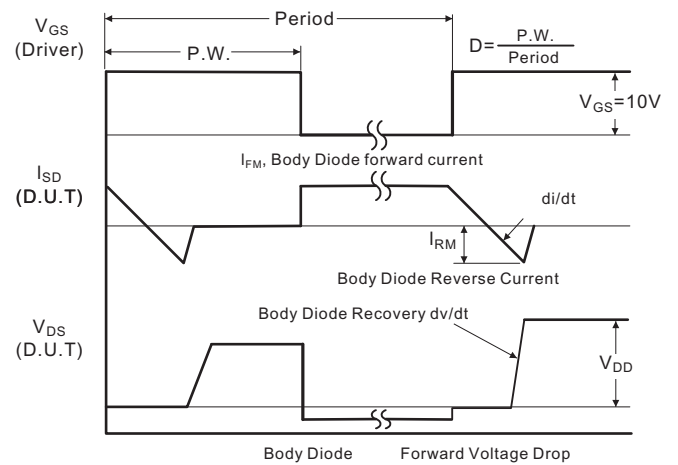 V_GS
(Driver)
Period
P.W.
D= P.W. / Period
V_GS=10V
I_FM, Body Diode forward current
I_SD
(D.U.T)
di/dt
I_RM
Body Diode Reverse Current
V_DS
(D.U.T)
Body Diode Recovery dv/dt
V_DD
Body Diode Forward Voltage Drop